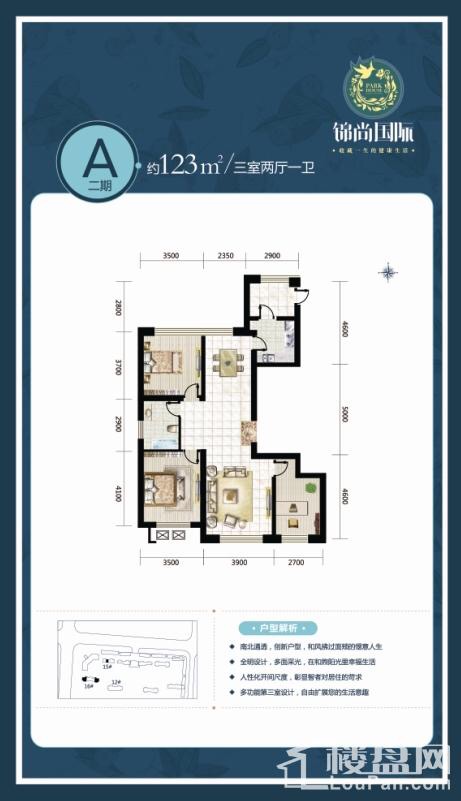 PARK
HOUSE
锦尚国际
收藏一生的健康生活
A
二期
约123m²/三室两厅一卫
3500 2350 2900
2800
3700
2900
4100
4600
5000
4600
3500 3900 2700
15#
16#
12#
户型解析
南北通透，创新户型，和风拂过面颊的惬意人生
全明设计，多面采光，在和煦阳光里幸福生活
人性化开间尺度，彰显智者对居住的苛求
多功能第三室设计，自由扩展您的生活意趣
楼盘网
LouPan.com